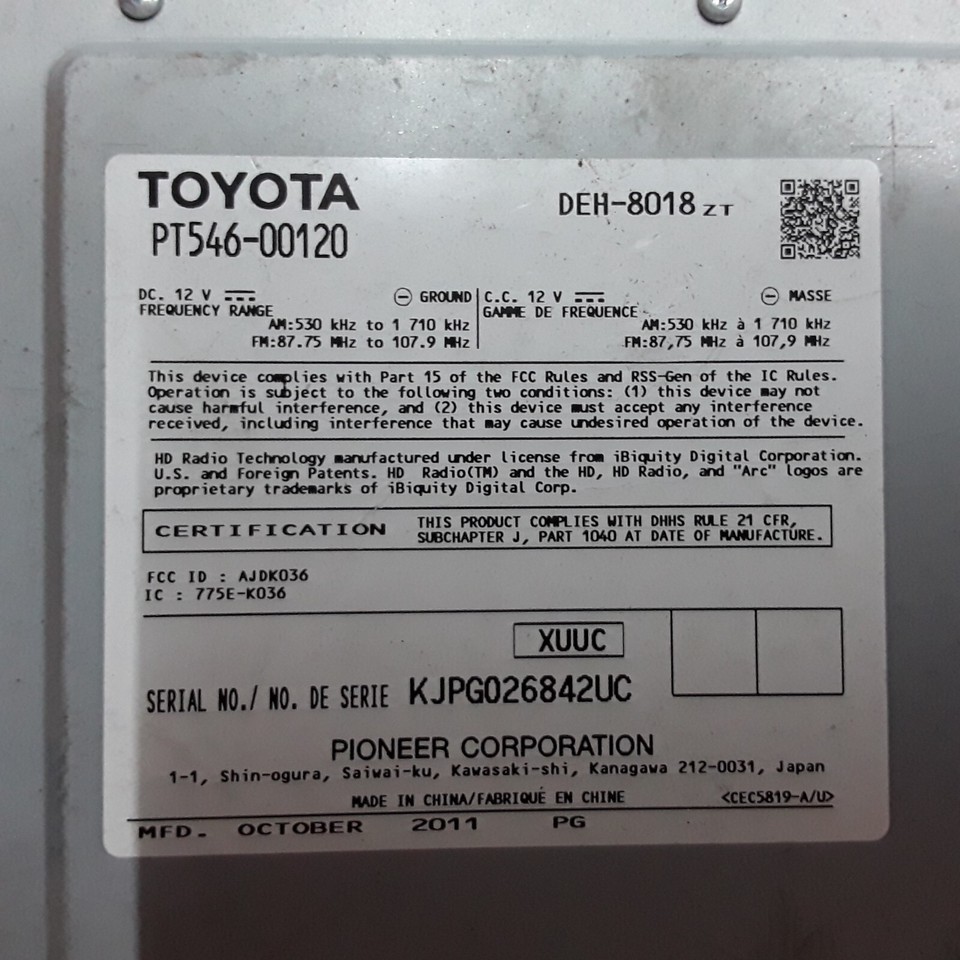 TOYOTA
DEH-8018 ZT
PT546-00120
DC. 12 V ⎓ ⊖ GROUND
FREQUENCY RANGE
AM:530 kHz to 1 710 kHz
FM:87.75 MHz to 107.9 MHz
C.C. 12 V ⎓ ⊖ MASSE
GAMME DE FREQUENCE
AM:530 kHz à 1 710 kHz
FM:87,75 MHz à 107,9 MHz
This device complies with Part 15 of the FCC Rules and RSS-Gen of the IC Rules.
Operation is subject to the following two conditions: (1) this device may not
cause harmful interference, and (2) this device must accept any interference
received, including interference that may cause undesired operation of the device.
HD Radio Technology manufactured under license from iBiquity Digital Corporation.
U.S. and Foreign Patents. HD Radio(TM) and the HD, HD Radio, and "Arc" logos are
proprietary trademarks of iBiquity Digital Corp.
CERTIFICATION
THIS PRODUCT COMPLIES WITH DHHS RULE 21 CFR,
SUBCHAPTER J, PART 1040 AT DATE OF MANUFACTURE.
FCC ID : AJDK036
IC : 775E-K036
XUUC
SERIAL NO./ NO. DE SERIE KJPG026842UC
PIONEER CORPORATION
1-1, Shin-ogura, Saiwai-ku, Kawasaki-shi, Kanagawa 212-0031, Japan
MADE IN CHINA/FABRIQUÉ EN CHINE <CEC5819-A/U>
MFD. OCTOBER 2011 PG